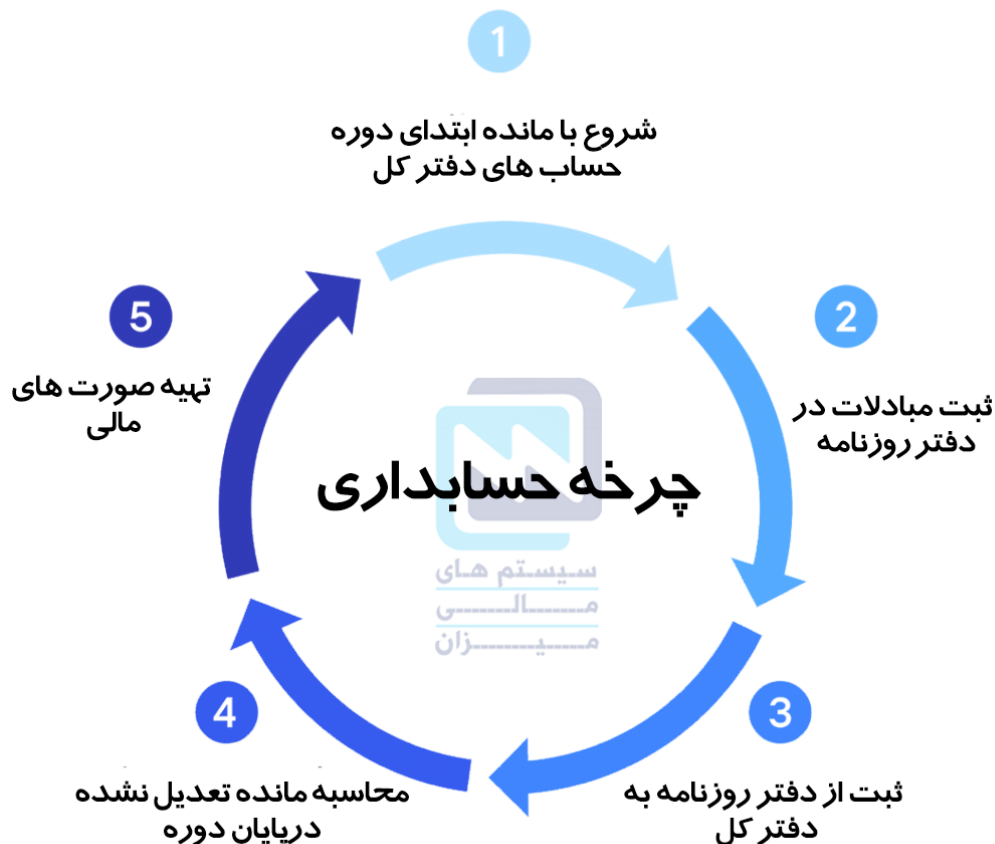 1
شروع با مانده ابتدای دوره
حساب های دفتر کل
2
ثبت مبادلات در
دفتر روزنامه
3
ثبت از دفتر روزنامه به
دفتر کل
4
محاسبه مانده تعدیل نشده
درپایان دوره
5
تهیه صورت های
مالی
چرخه حسابداری
سیستم های
مالی
میزان